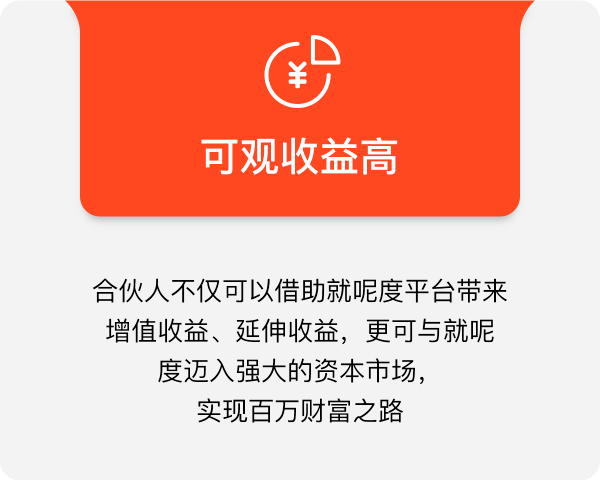 ¥
可观收益高
合伙人不仅可以借助就呢度平台带来
增值收益、延伸收益，更可与就呢
度迈入强大的资本市场，
实现百万财富之路